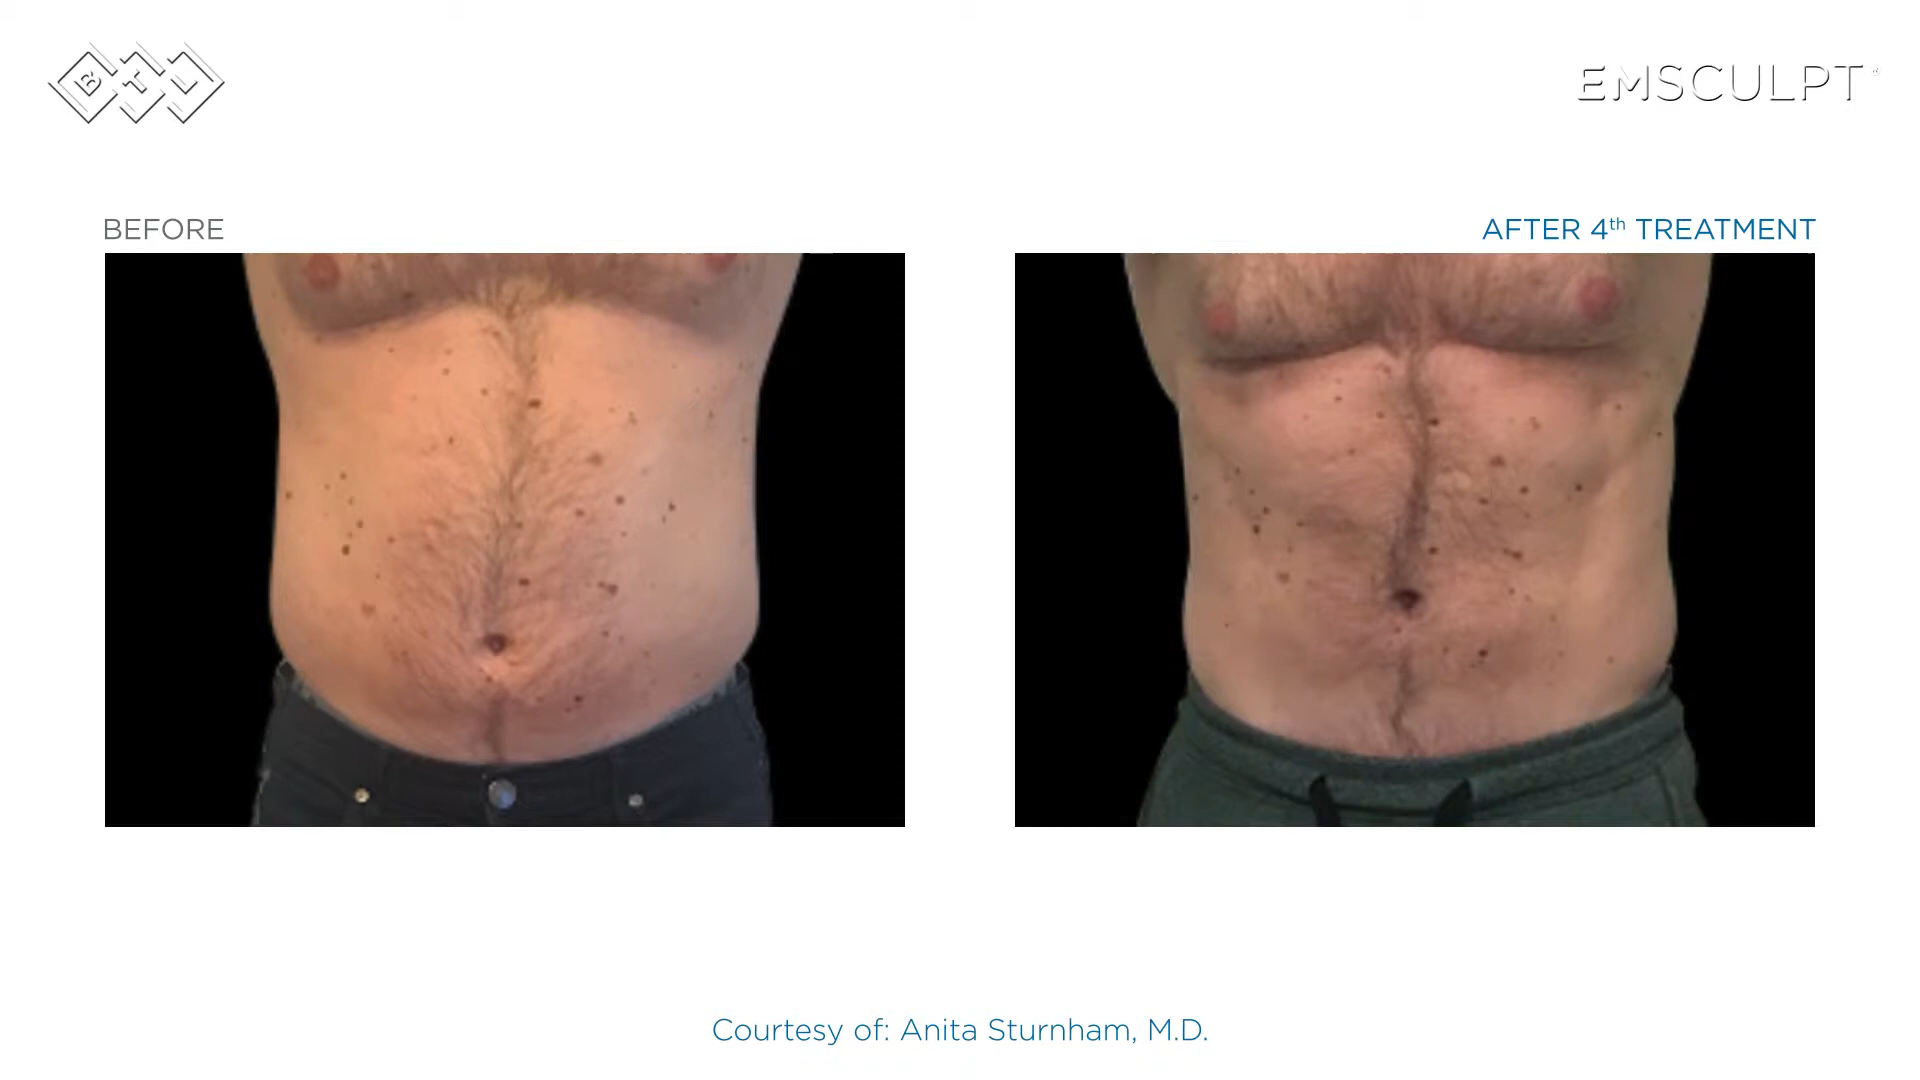 BTL
EMSCULPT
BEFORE
AFTER 4th TREATMENT
Courtesy of: Anita Sturnham, M.D.